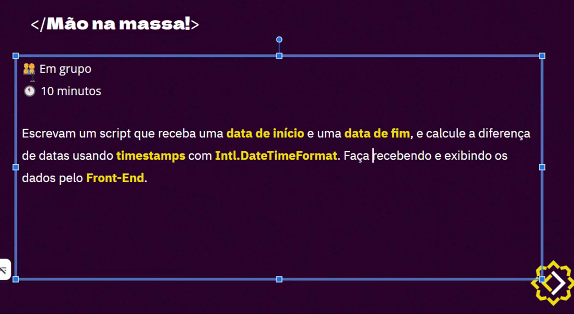 </Mão na massa!>
Em grupo
10 minutos
Escrevam um script que receba uma data de início e uma data de fim, e calcule a diferença
de datas usando timestamps com Intl.DateTimeFormat. Faça recebendo e exibindo os
dados pelo Front-End.